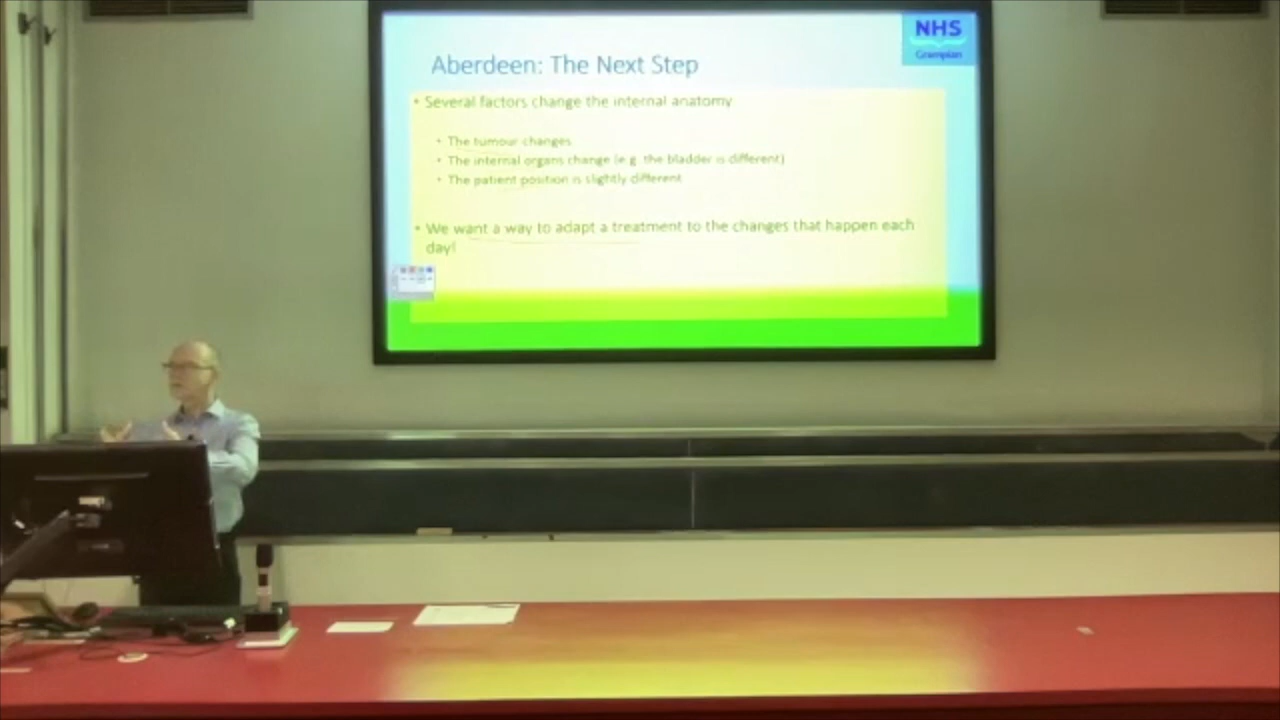 NHS
Grampian
Aberdeen: The Next Step
• Several factors change the internal anatomy
• The tumour changes
• The internal organs change (e.g. the bladder is different)
• The patient position is slightly different
• We want a way to adapt a treatment to the changes that happen each
day!